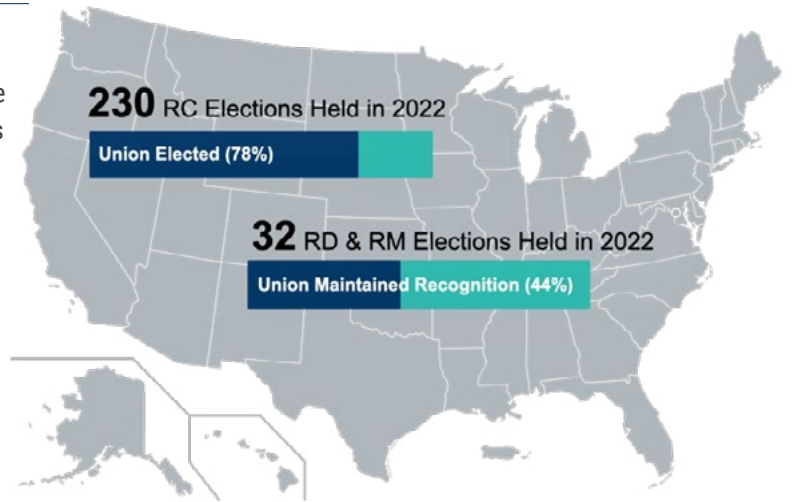 e
s
230 RC Elections Held in 2022
Union Elected (78%)
32 RD & RM Elections Held in 2022
Union Maintained Recognition (44%)